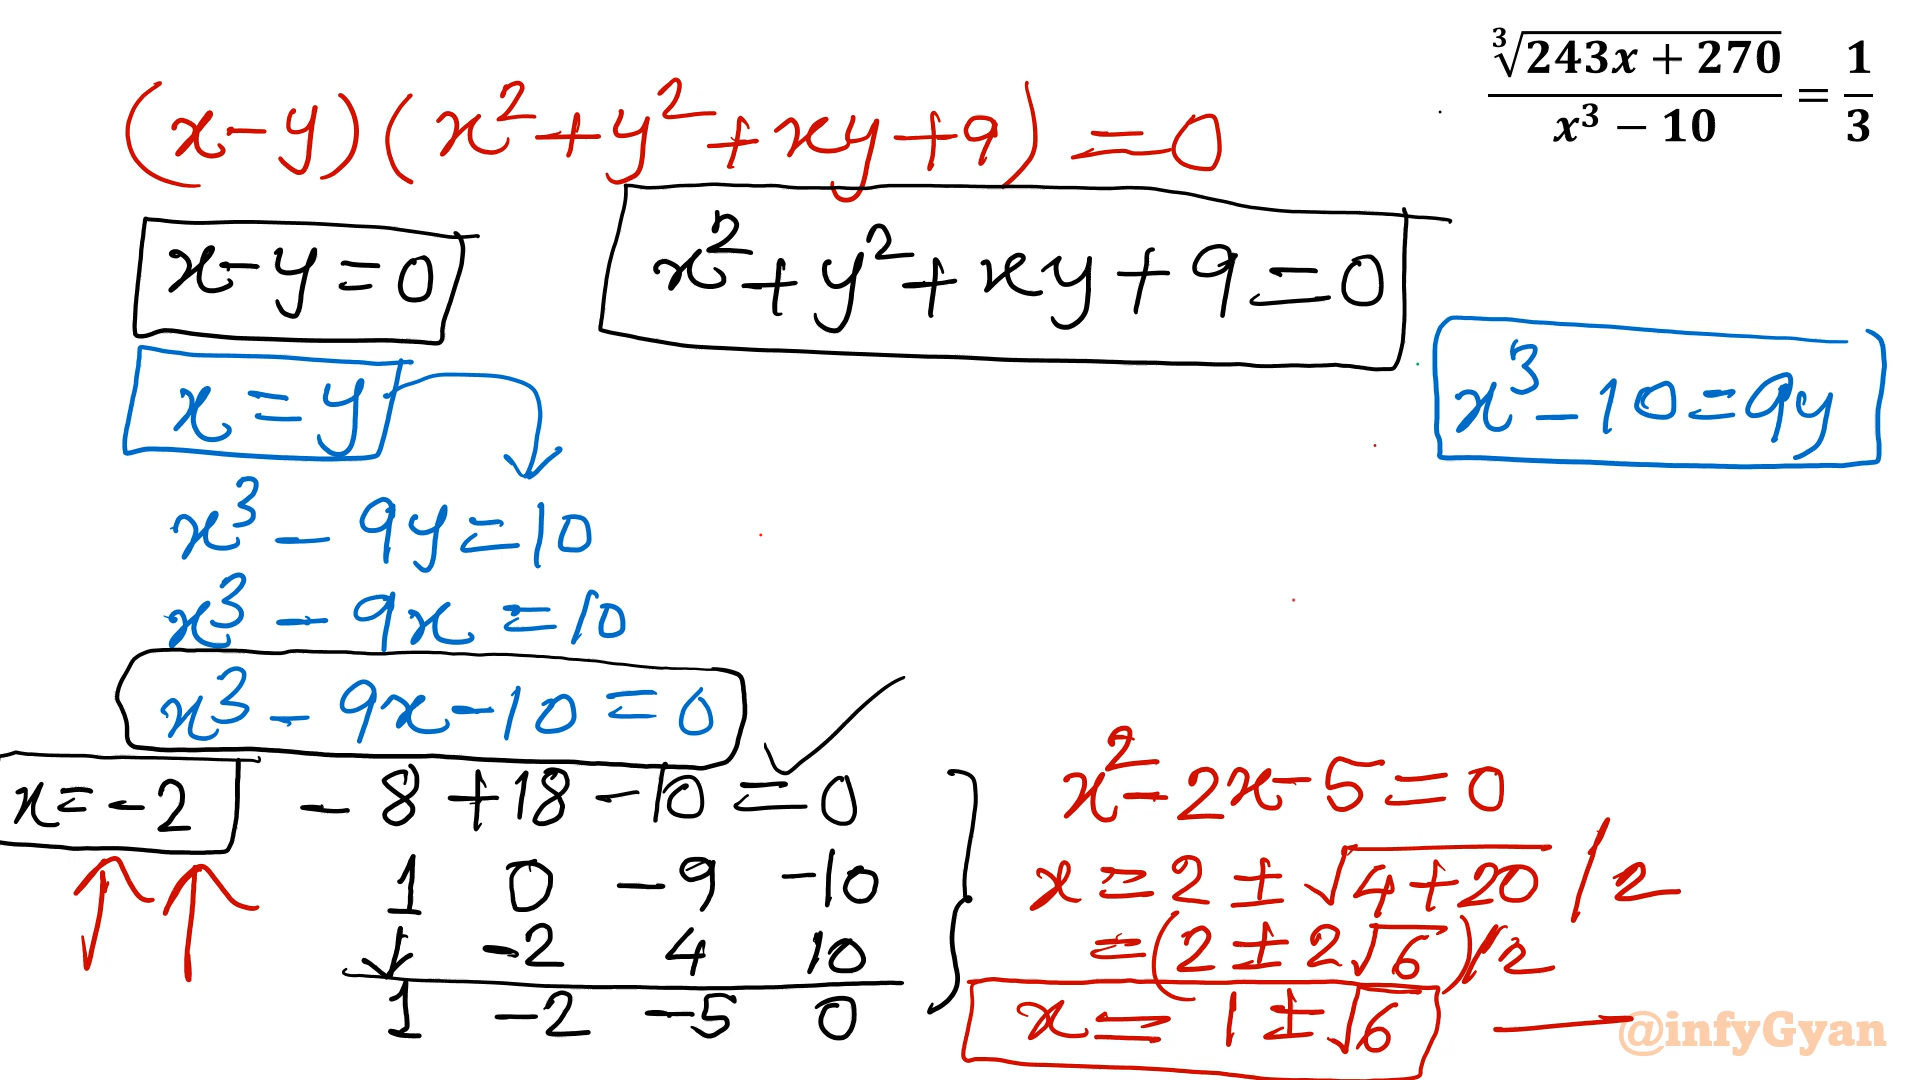 ∛(243x + 270) / (x³ − 10) = 1/3
(x-y)(x²+y²+xy+9) = 0
x-y=0
x²+y²+xy+9=0
x=y
x³-10=9y
x³-9y=10
x³-9x=10
x³-9x-10=0
x=-2 -8+18-10=0
1 0 -9 -10
↓ -2 4 10
1 -2 -5 0
x²-2x-5=0
x=2±√(4+20) /2
=(2±2√6)/2
x=1±√6
@infyGyan